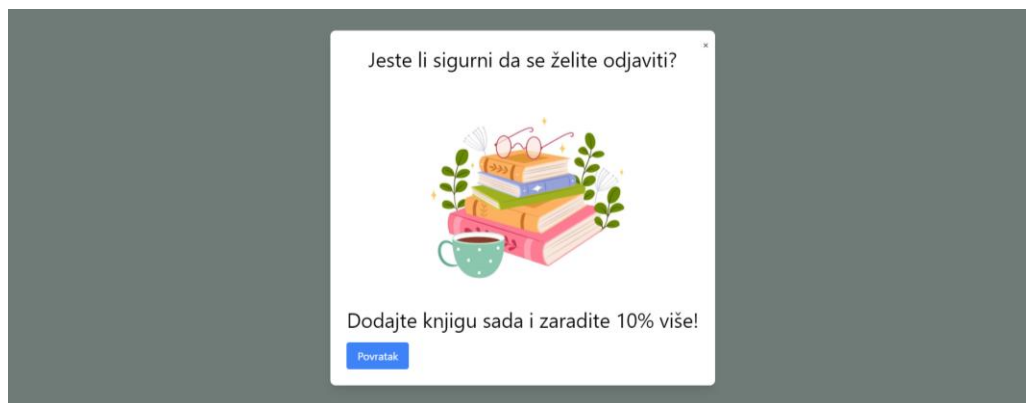 Jeste li sigurni da se želite odjaviti?
Dodajte knjigu sada i zaradite 10% više!
Povratak